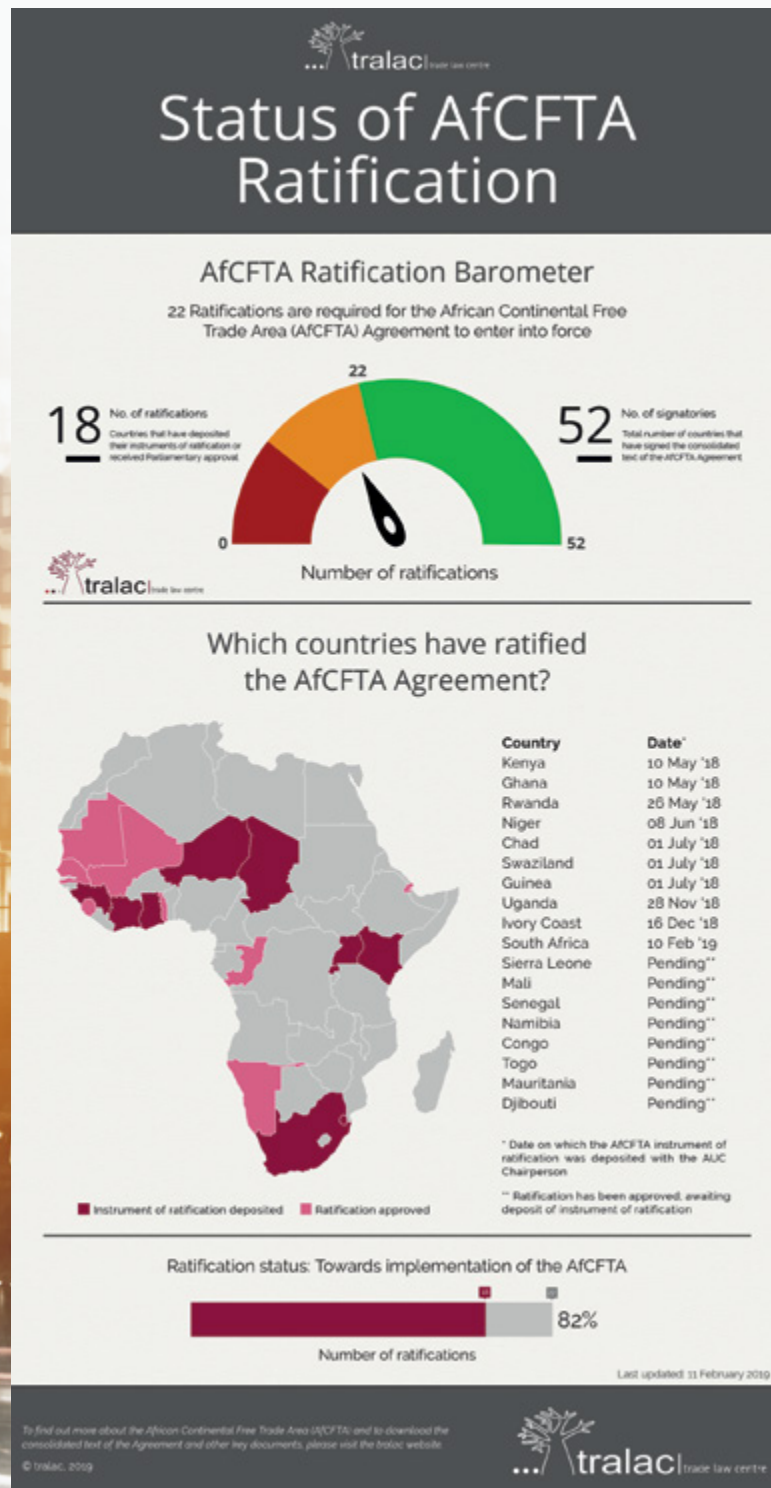 tralac trade law centre
Status of AfCFTA
Ratification
AfCFTA Ratification Barometer
22 Ratifications are required for the African Continental Free
Trade Area (AfCFTA) Agreement to enter into force
22
18
No. of ratifications
Countries that have deposited
their instruments of ratification or
received Parliamentary approval
52
No. of signatories
Total number of countries that
have signed the consolidated
text of the AfCFTA Agreement
0
52
Number of ratifications
tralac trade law centre
Which countries have ratified
the AfCFTA Agreement?
Country Date*
Kenya 10 May '18
Ghana 10 May '18
Rwanda 26 May '18
Niger 08 Jun '18
Chad 01 July '18
Swaziland 01 July '18
Guinea 01 July '18
Uganda 28 Nov '18
Ivory Coast 16 Dec '18
South Africa 10 Feb '19
Sierra Leone Pending**
Mali Pending**
Senegal Pending**
Namibia Pending**
Congo Pending**
Togo Pending**
Mauritania Pending**
Djibouti Pending**
* Date on which the AfCFTA instrument of
ratification was deposited with the AUC
Chairperson
** Ratification has been approved, awaiting
deposit of instrument of ratification
Instrument of ratification deposited
Ratification approved
Ratification status: Towards implementation of the AfCFTA
82%
Number of ratifications
Last updated: 11 February 2019
To find out more about the African Continental Free Trade Area (AfCFTA) and to download the
consolidated text of the Agreement and other key documents, please visit the tralac website.
© tralac, 2019
tralac trade law centre